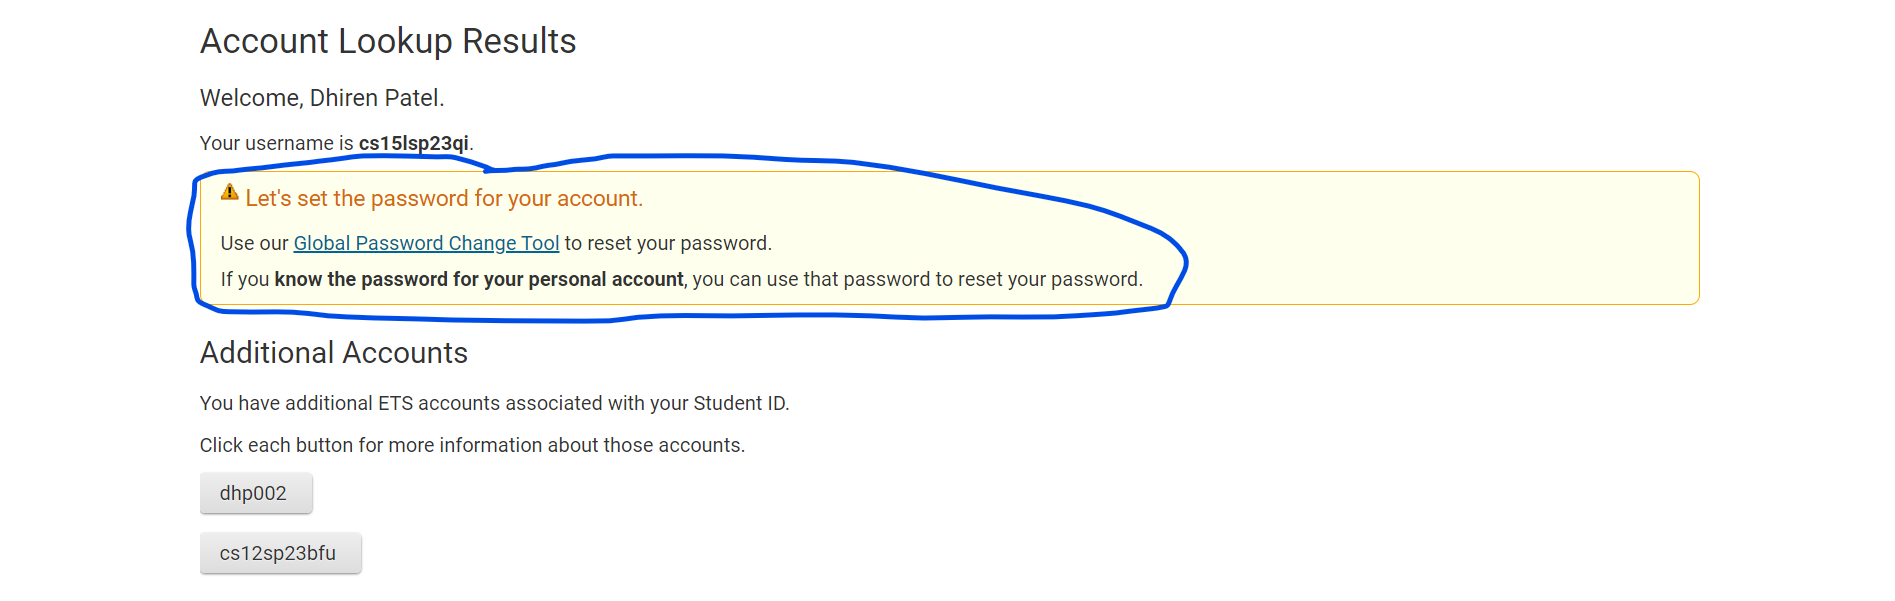 Account Lookup Results
Welcome, Dhiren Patel.
Your username is cs15lsp23qi.
Let's set the password for your account.
Use our Global Password Change Tool to reset your password.
If you know the password for your personal account, you can use that password to reset your password.
Additional Accounts
You have additional ETS accounts associated with your Student ID.
Click each button for more information about those accounts.
dhp002
cs12sp23bfu